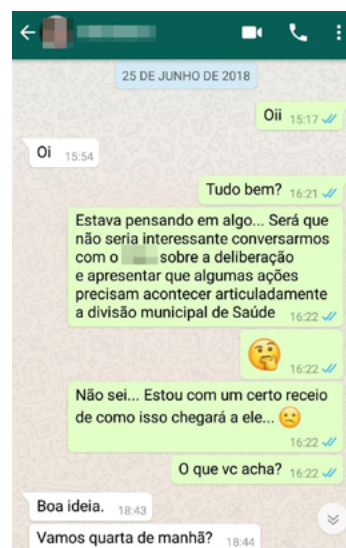 25 DE JUNHO DE 2018
Oii 15:17
Oi 15:54
Tudo bem? 16:21
Estava pensando em algo... Será que
não seria interessante conversarmos
com o sobre a deliberação
e apresentar que algumas ações
precisam acontecer articuladamente
a divisão municipal de Saúde 16:22
16:22
Não sei... Estou com um certo receio
de como isso chegará a ele...
16:22
O que vc acha? 16:22
Boa ideia. 18:43
Vamos quarta de manhã? 18:44